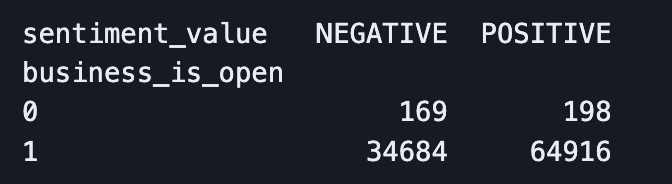 sentiment_value NEGATIVE POSITIVE
business_is_open
0 169 198
1 34684 64916